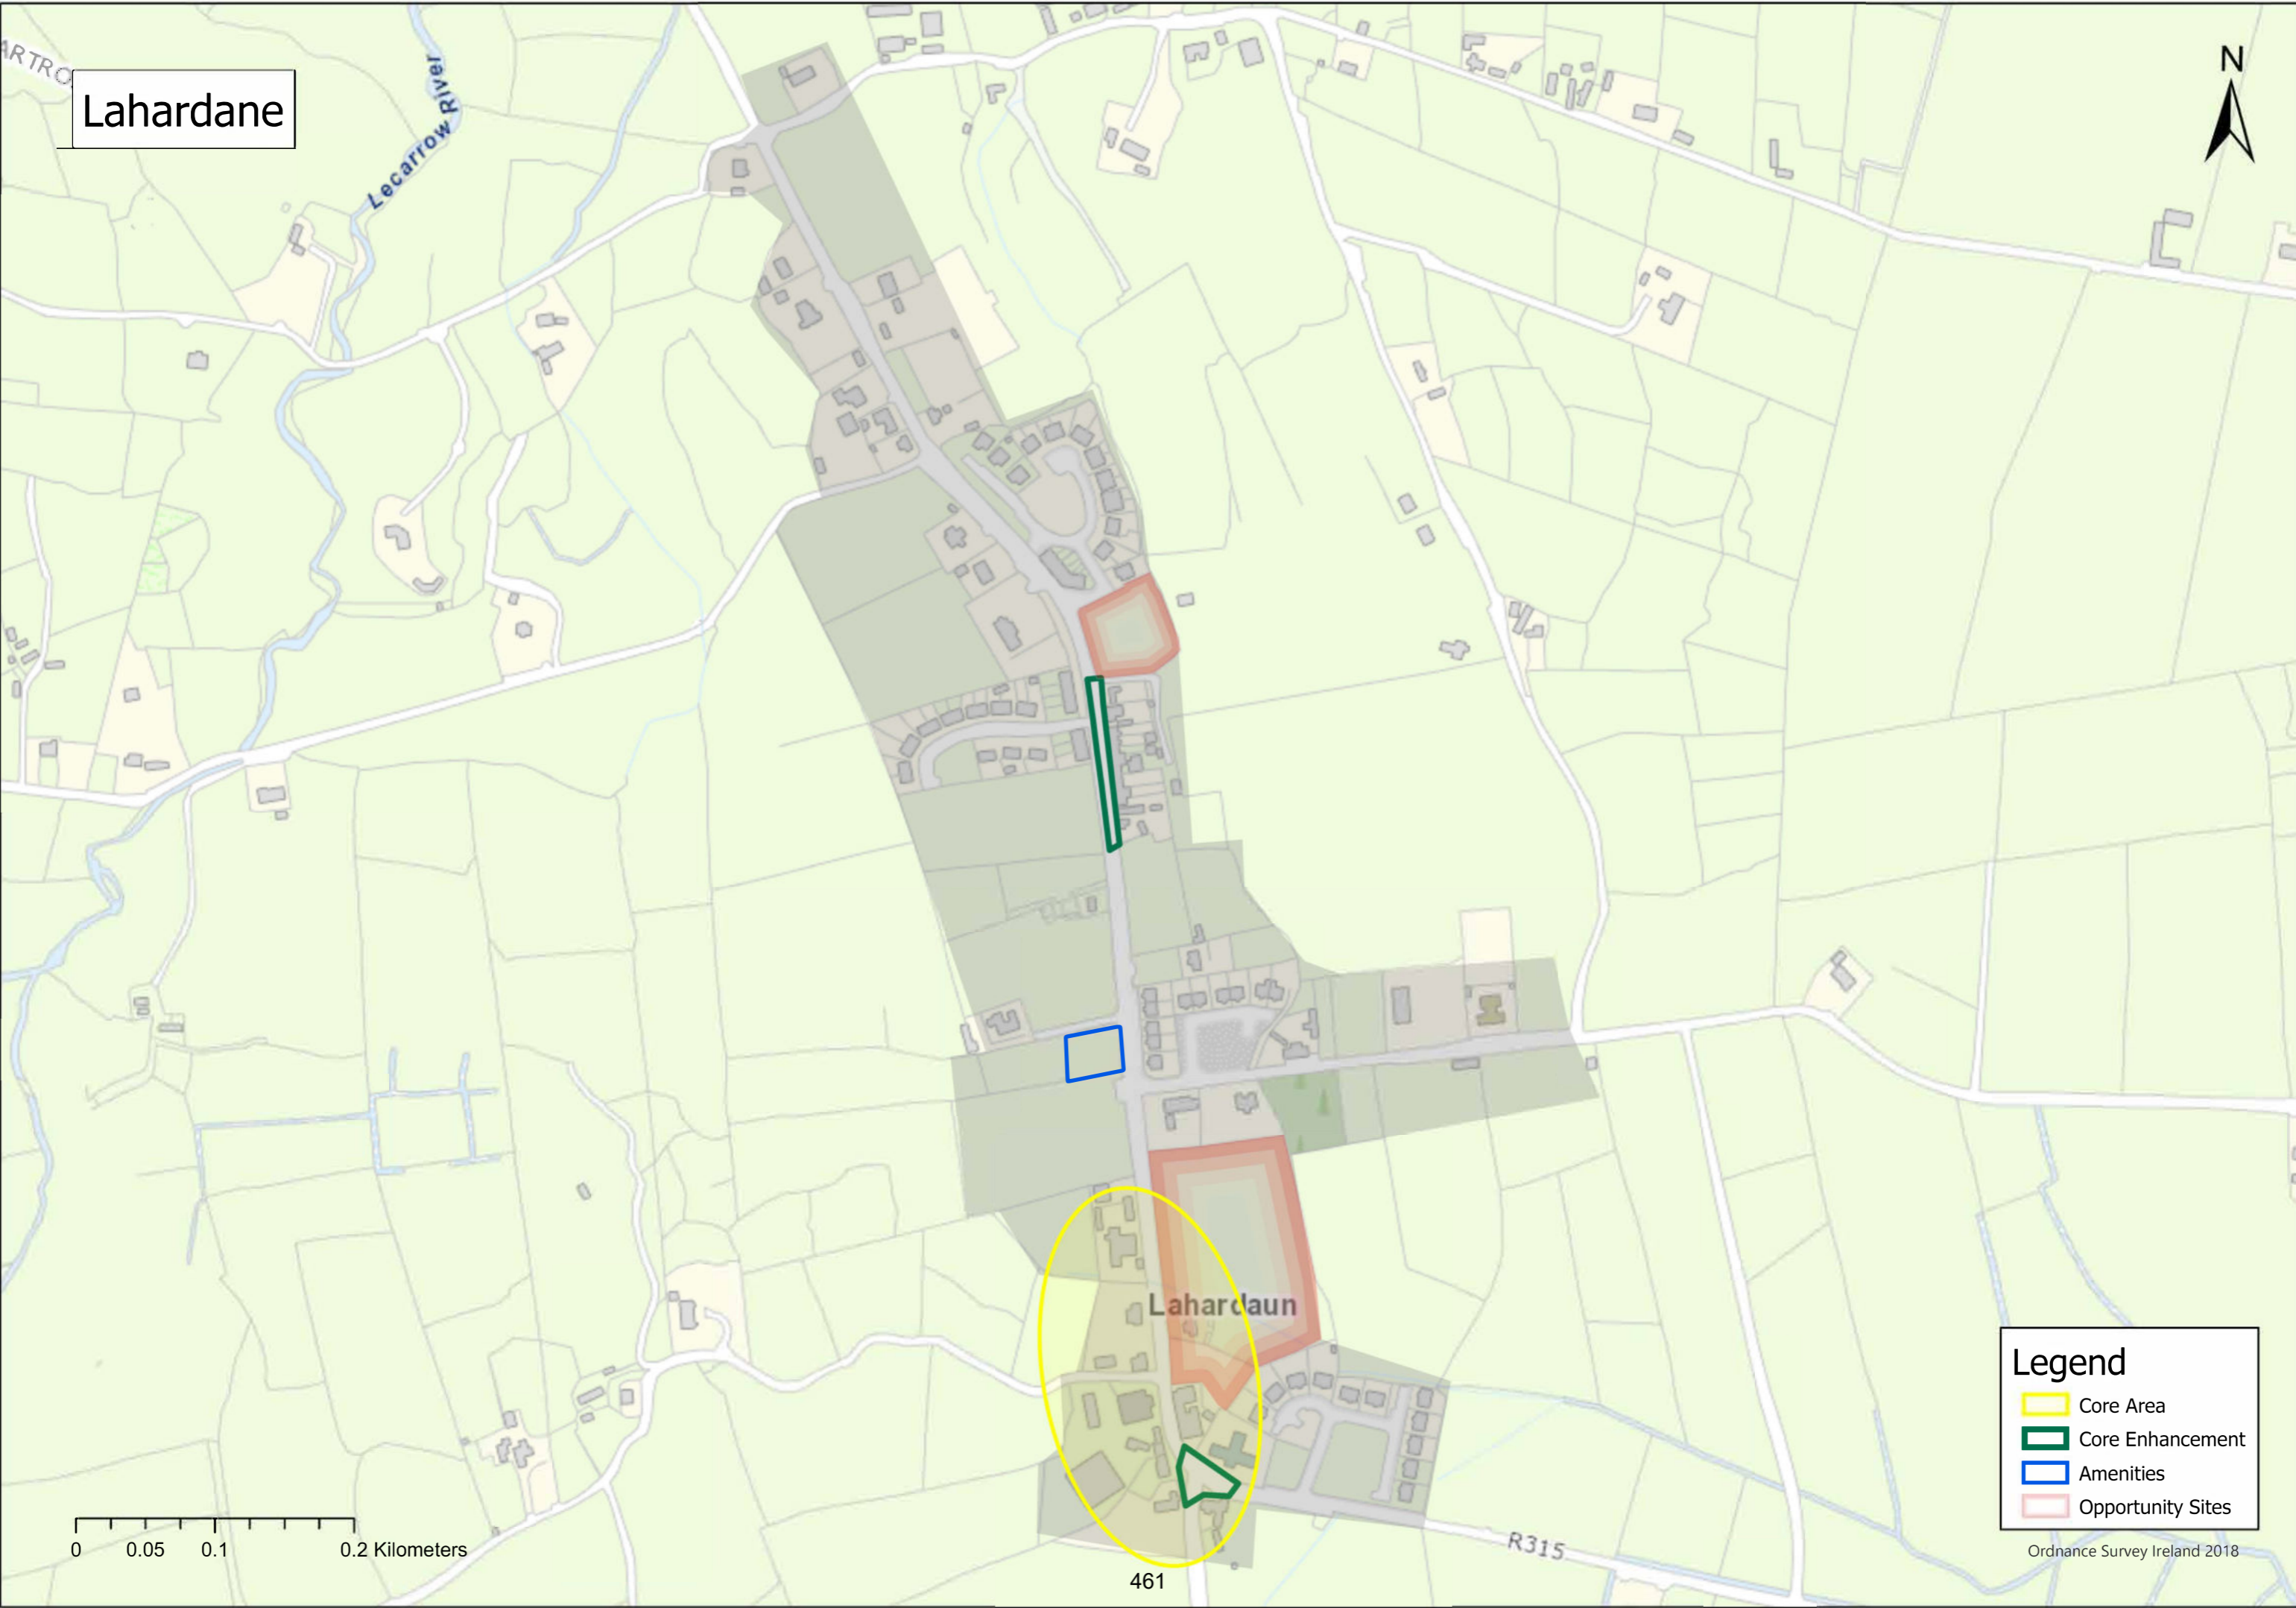 ARTRO
Lahardane
Lecarrow River
N
Lahardaun
Legend
Core Area
Core Enhancement
Amenities
Opportunity Sites
0 0.05 0.1 0.2 Kilometers
R315
Ordnance Survey Ireland 2018
461